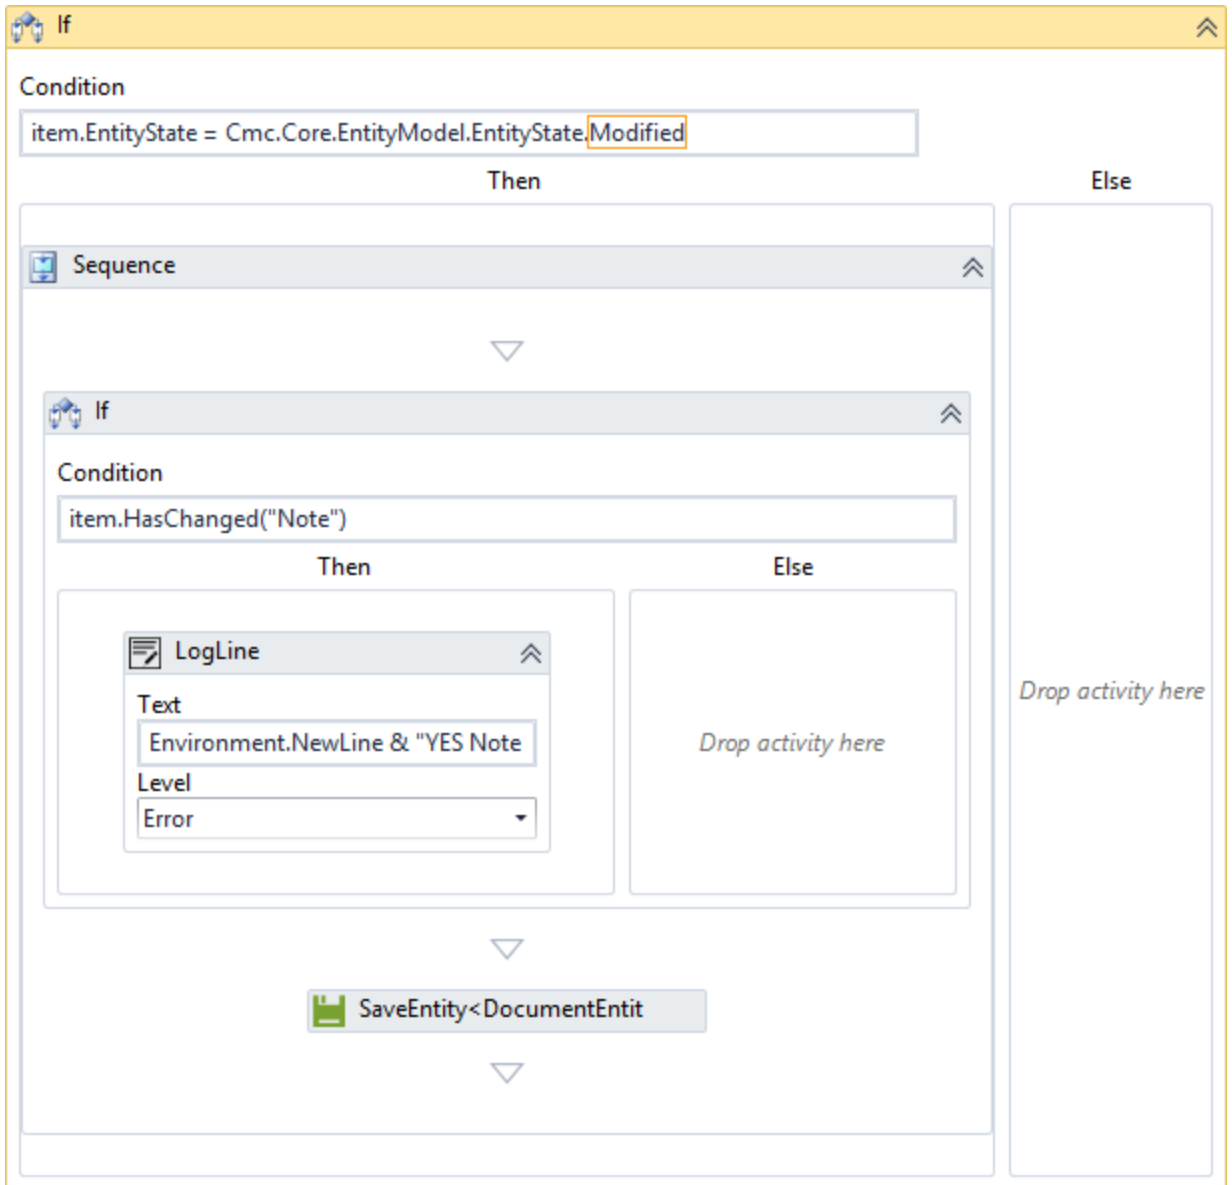 If
Condition
item.EntityState = Cmc.Core.EntityModel.EntityState.Modified
Then
Else
Sequence
If
Condition
item.HasChanged("Note")
Then
Else
LogLine
Text
Environment.NewLine & "YES Note
Level
Error
Drop activity here
Drop activity here
SaveEntity<DocumentEntit